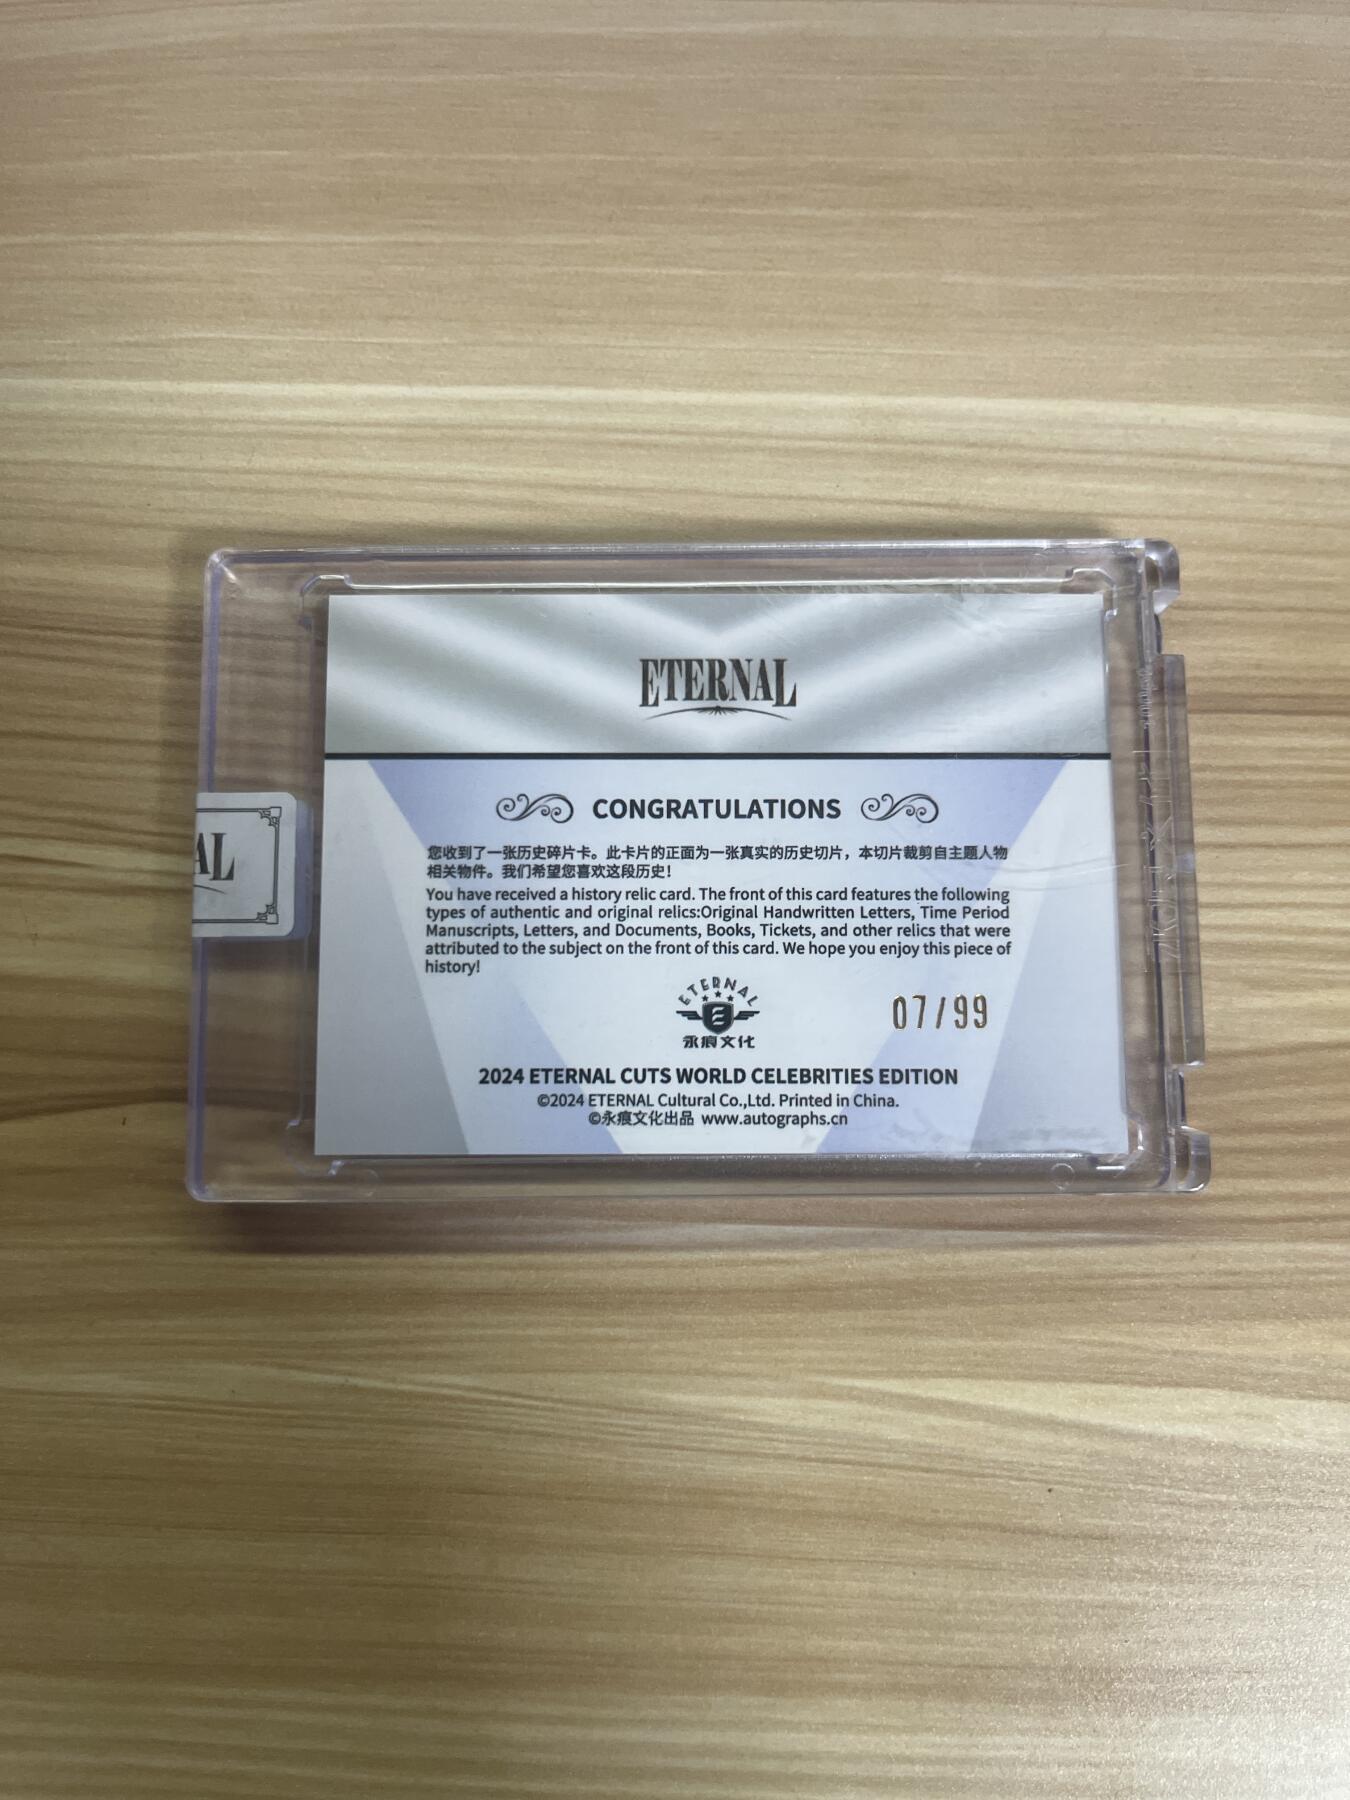 ETERNAL
AL
CONGRATULATIONS
您收到了一张历史碎片卡。此卡片的正面为一张真实的历史切片，本切片裁剪自主题人物
相关物件。我们希望您喜欢这段历史！
You have received a history relic card. The front of this card features the following
types of authentic and original relics:Original Handwritten Letters, Time Period
Manuscripts, Letters, and Documents, Books, Tickets, and other relics that were
attributed to the subject on the front of this card. We hope you enjoy this piece of
history!
ETERNAL
永痕文化
07/99
2024 ETERNAL CUTS WORLD CELEBRITIES EDITION
©2024 ETERNAL Cultural Co.,Ltd. Printed in China.
©永痕文化出品 www.autographs.cn